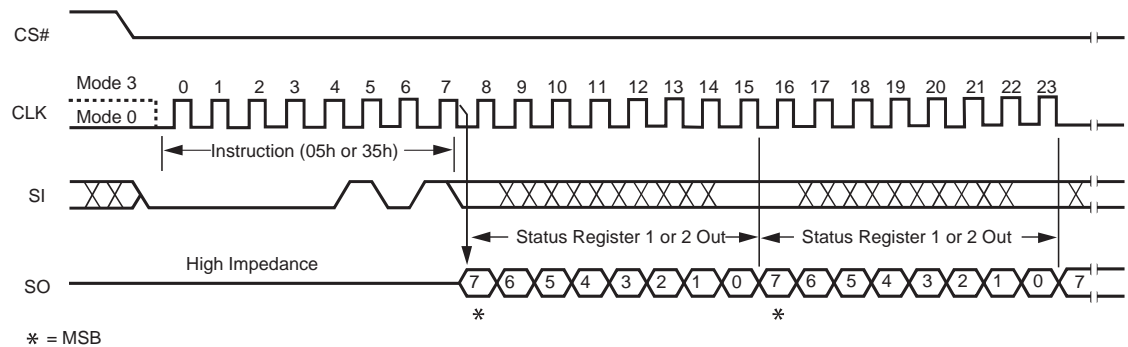 CS#
Mode 3
0 1 2 3 4 5 6 7 8 9 10 11 12 13 14 15 16 17 18 19 20 21 22 23
CLK
Mode 0
Instruction (05h or 35h)
SI
Status Register 1 or 2 Out
Status Register 1 or 2 Out
High Impedance
SO
7 6 5 4 3 2 1 0 7 6 5 4 3 2 1 0 7
* *
* = MSB